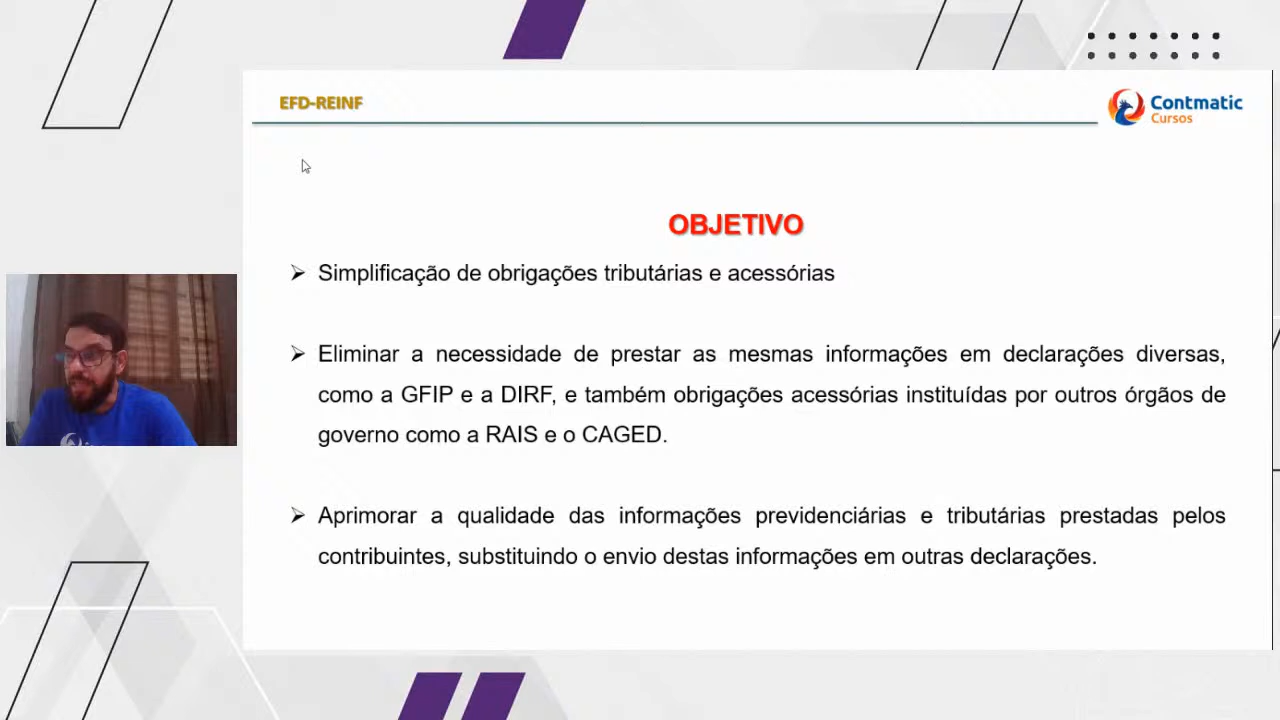 EFD-REINF
Contmatic
Cursos
OBJETIVO
➢ Simplificação de obrigações tributárias e acessórias
➢ Eliminar a necessidade de prestar as mesmas informações em declarações diversas,
como a GFIP e a DIRF, e também obrigações acessórias instituídas por outros órgãos de
governo como a RAIS e o CAGED.
➢ Aprimorar a qualidade das informações previdenciárias e tributárias prestadas pelos
contribuintes, substituindo o envio destas informações em outras declarações.